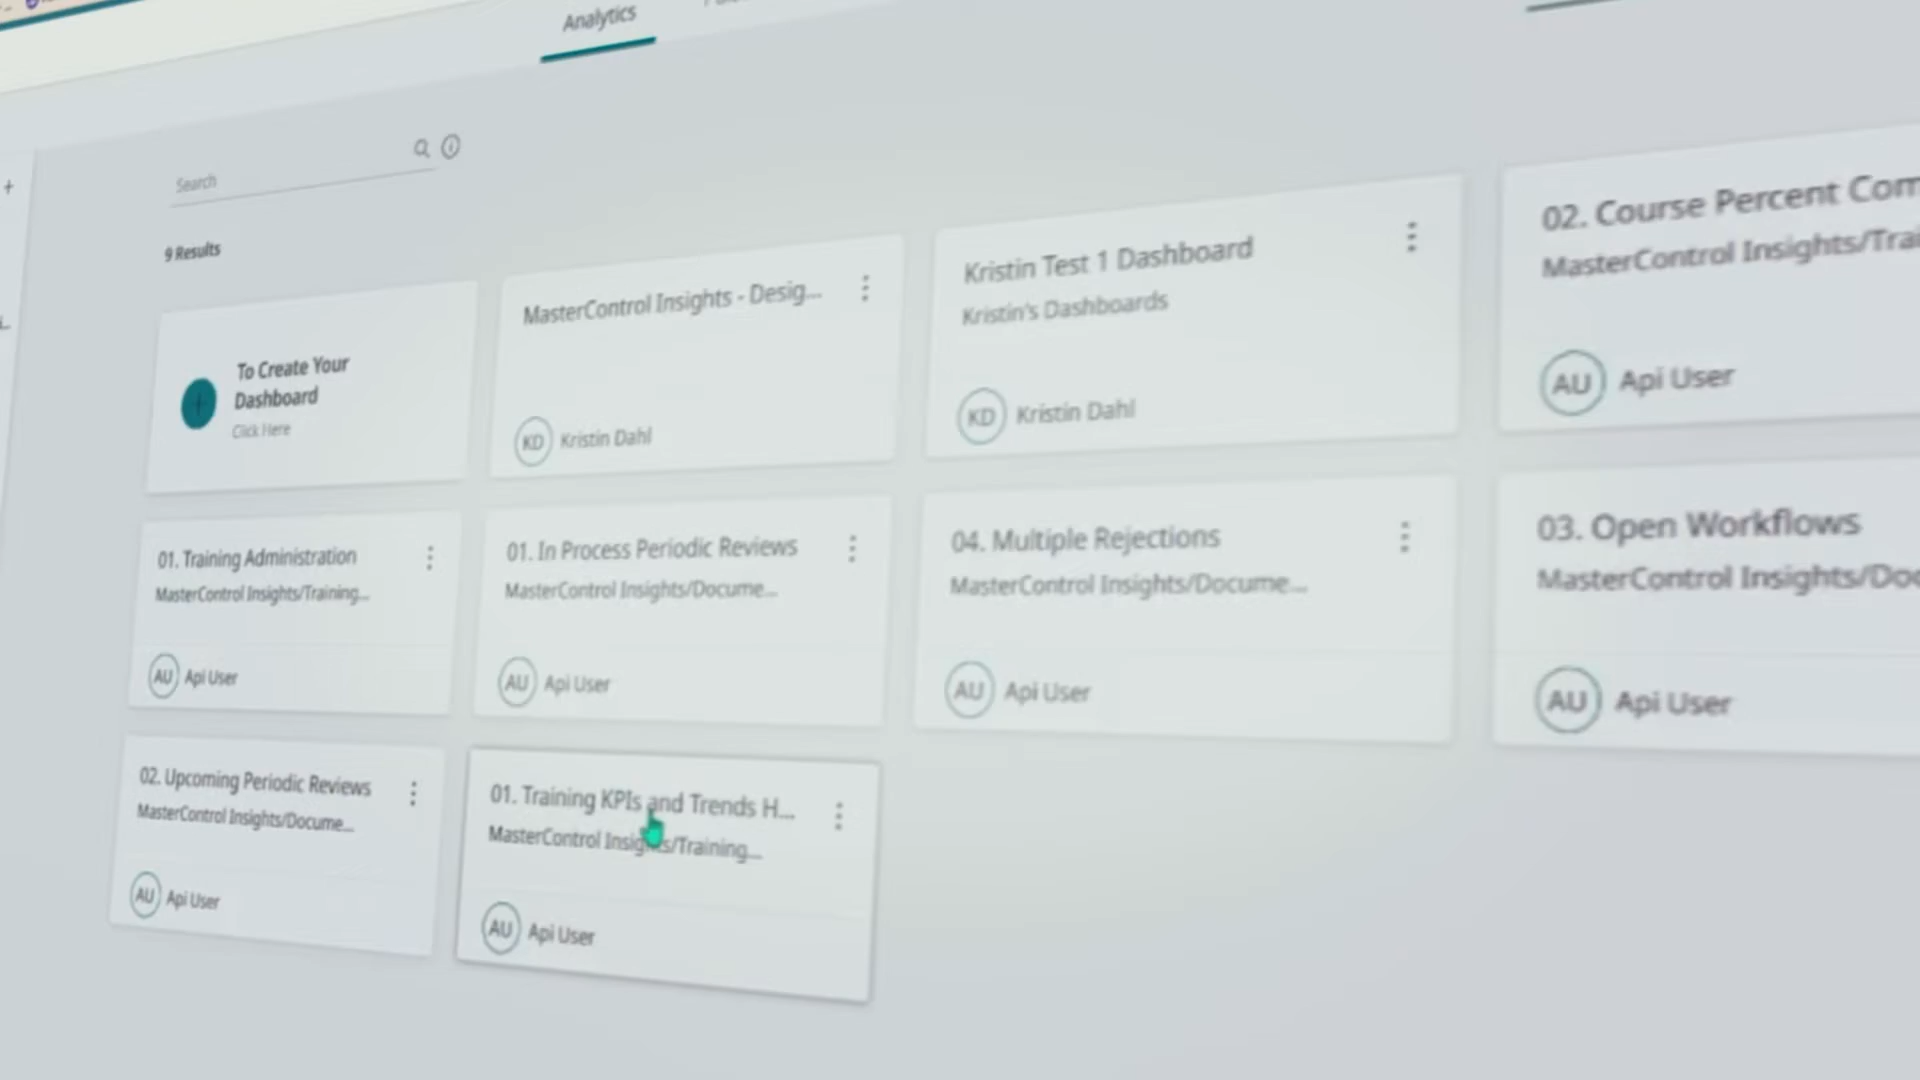 Analytics
Search
9 Results
To Create Your
Dashboard
Click Here
MasterControl Insights - Desig...
KD Kristin Dahl
Kristin Test 1 Dashboard
Kristin's Dashboards
KD Kristin Dahl
02. Course Percent Com
MasterControl Insights/Trai
AU Api User
01. Training Administration
MasterControl Insights/Training...
AU Api User
01. In Process Periodic Reviews
MasterControl Insights/Docume...
AU Api User
04. Multiple Rejections
MasterControl Insights/Docume...
AU Api User
03. Open Workflows
MasterControl Insights/Doc
AU Api User
02. Upcoming Periodic Reviews
MasterControl Insights/Docume...
AU Api User
01. Training KPIs and Trends H...
MasterControl Insights/Training...
AU Api User